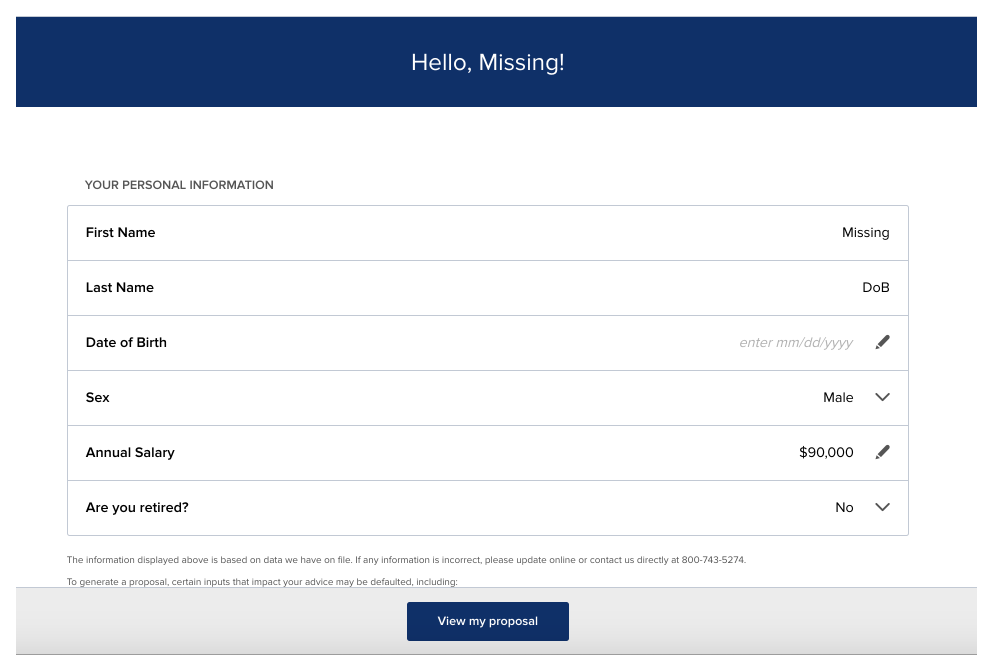 Hello, Missing!
YOUR PERSONAL INFORMATION
First Name Missing
Last Name DoB
Date of Birth enter mm/dd/yyyy
Sex Male
Annual Salary $90,000
Are you retired? No
The information displayed above is based on data we have on file. If any information is incorrect, please update online or contact us directly at 800-743-5274.
To generate a proposal, certain inputs that impact your advice may be defaulted, including:
View my proposal